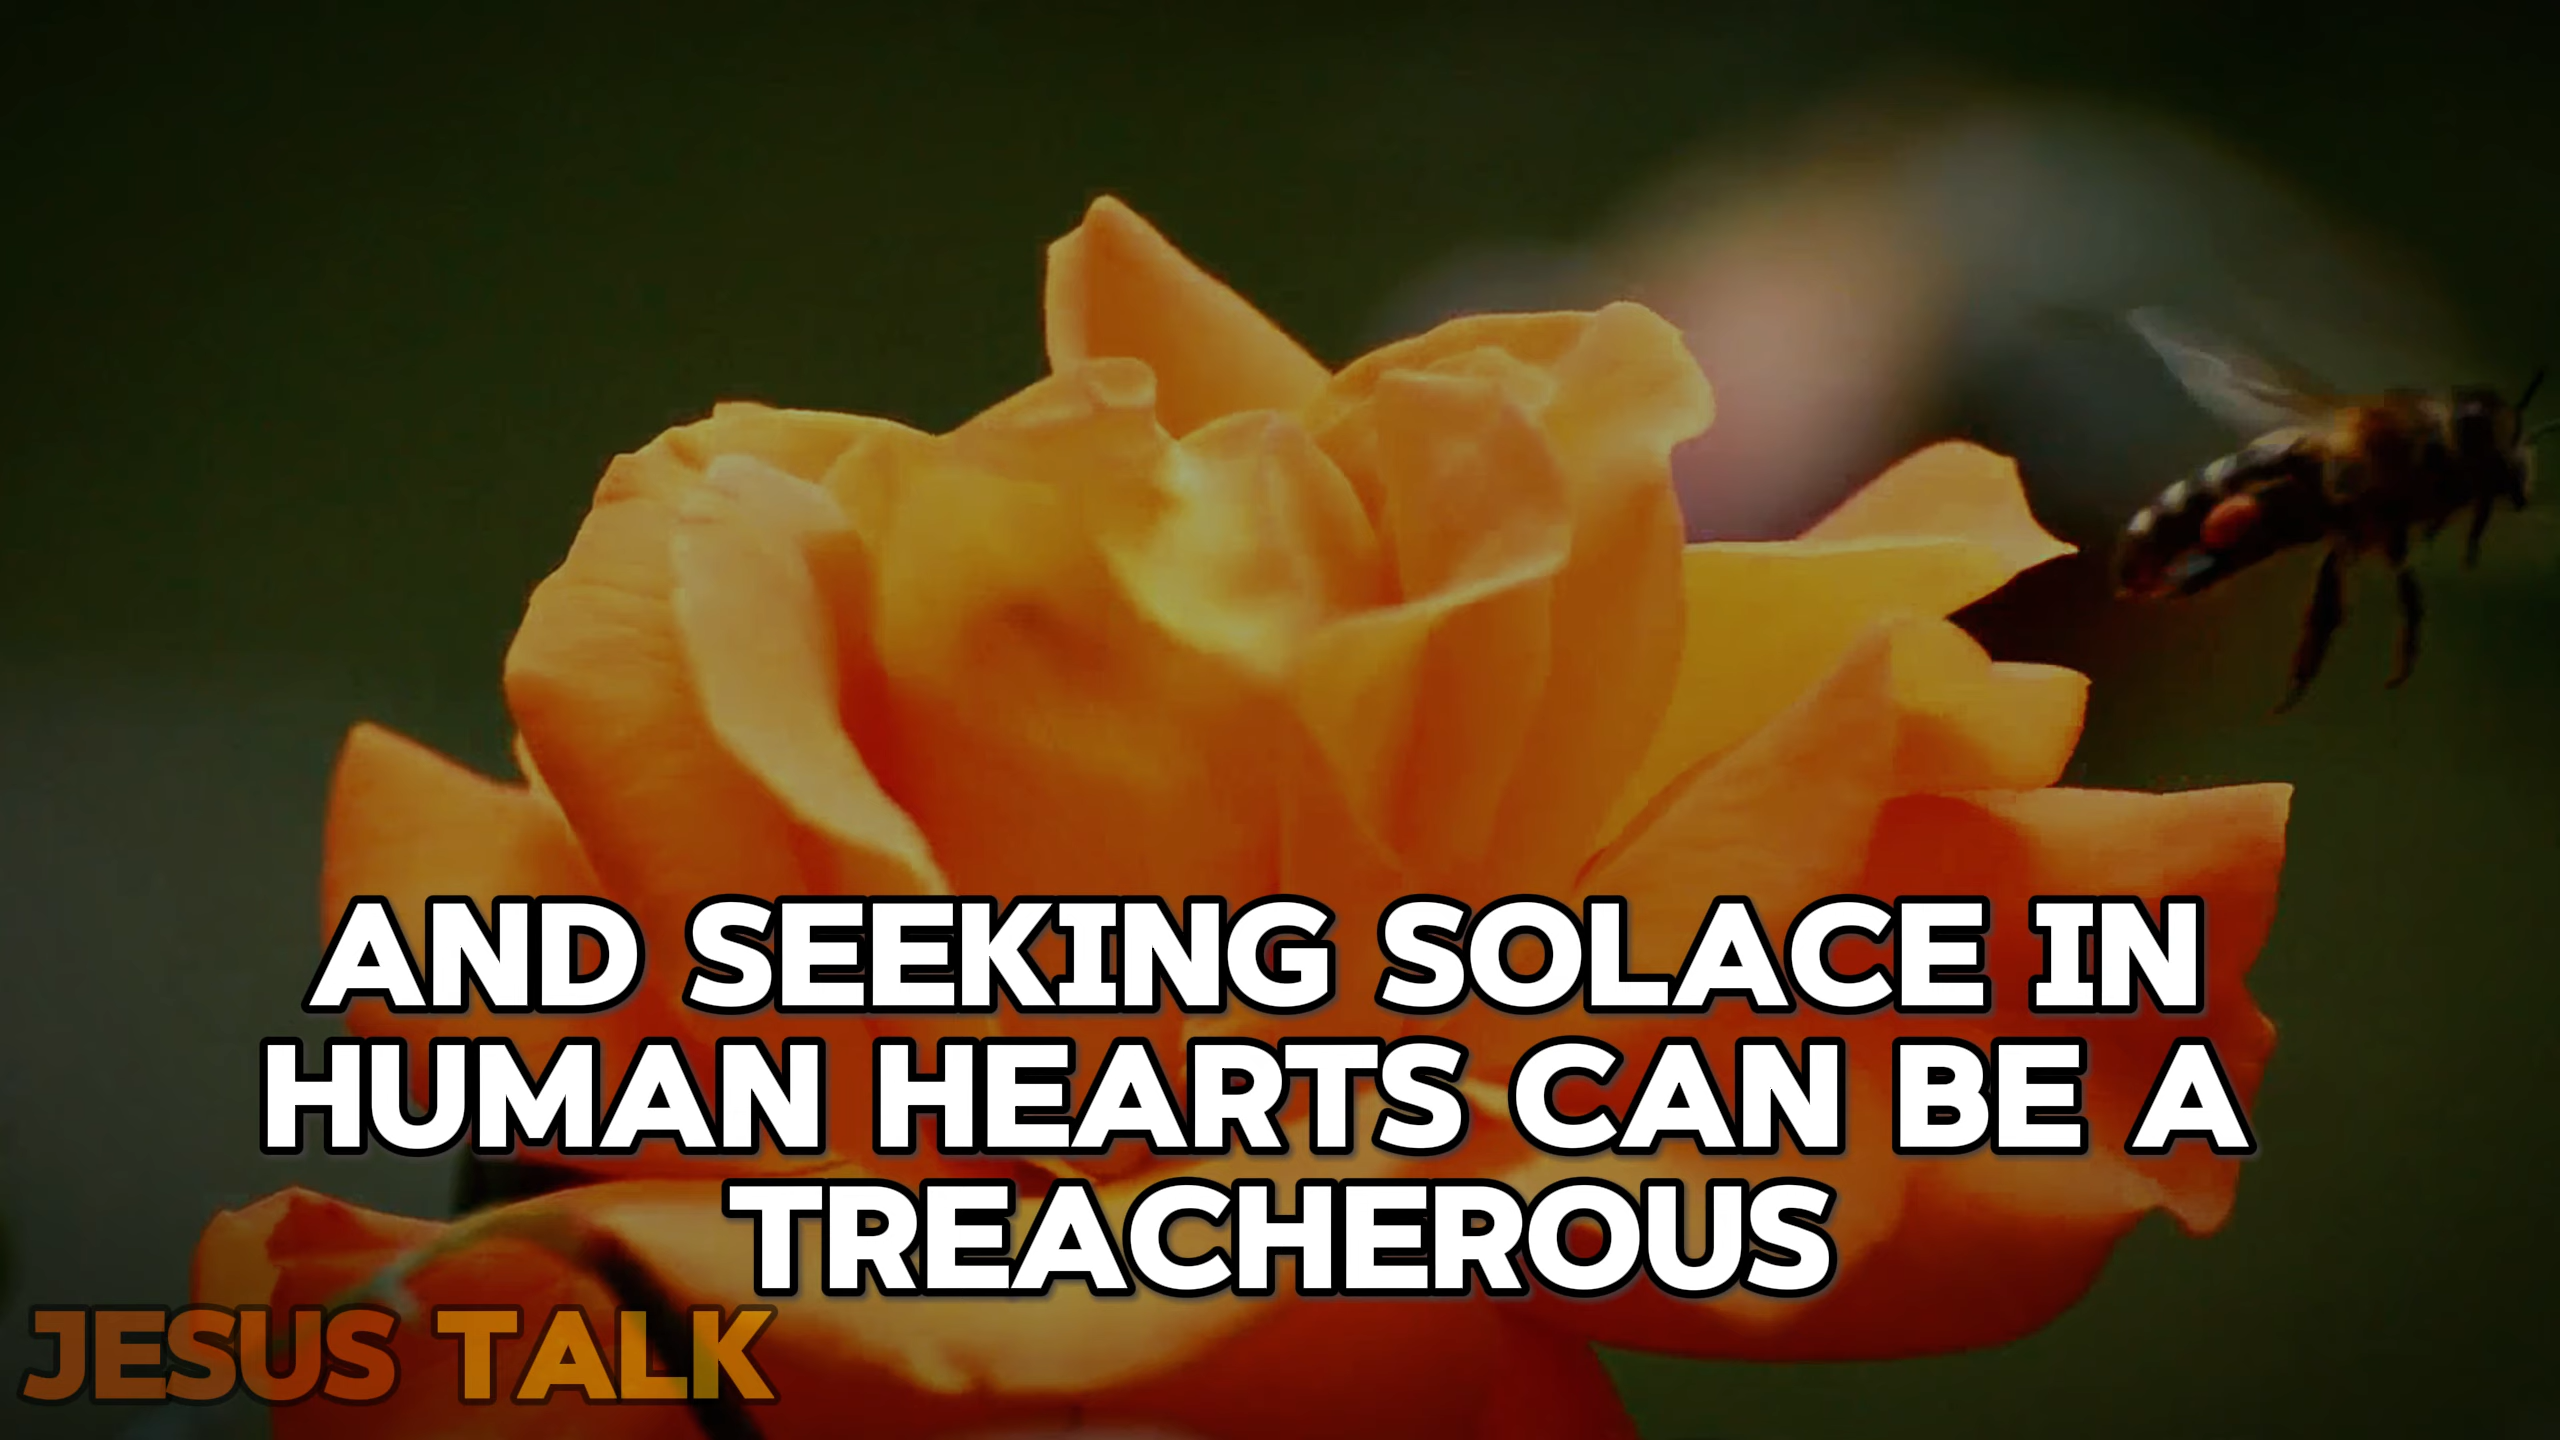 AND SEEKING SOLACE IN
HUMAN HEARTS CAN BE A
TREACHEROUS
JESUS TALK